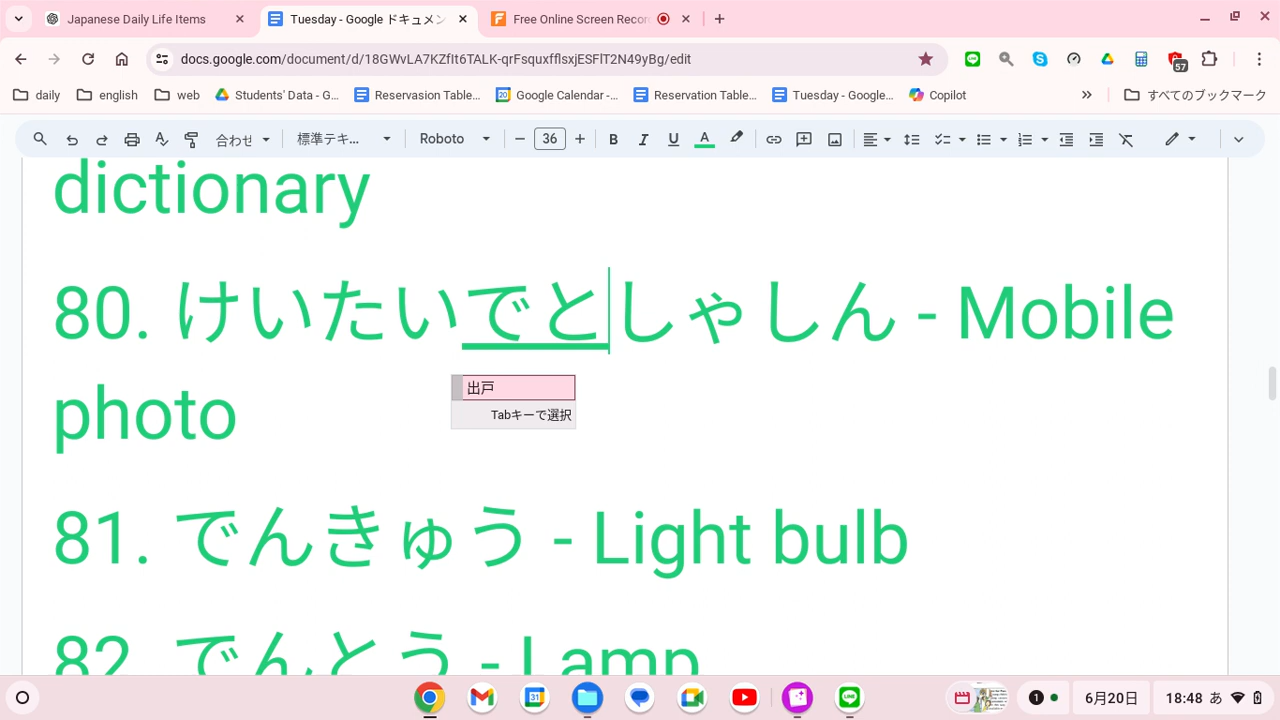 Japanese Daily Life Items
Tuesday - Google ドキュメン
Free Online Screen Recor
docs.google.com/document/d/18GWv1A7KZfIt6TALK-qrFsquxfflsxjESFlT2N49yBg/edit
57
daily
english
web
Students' Data - G...
Reservasion Table...
Google Calendar -...
Reservation Table...
Tuesday - Google...
Copilot
すべてのブックマーク
合わせ
標準テキ...
Roboto
36
dictionary
80. けいたいでとしゃしん - Mobile
出戸
Tabキーで選択
photo
81. でんきゅう - Light bulb
82. でんとう - Lamp
1
6月20日
18:48 あ